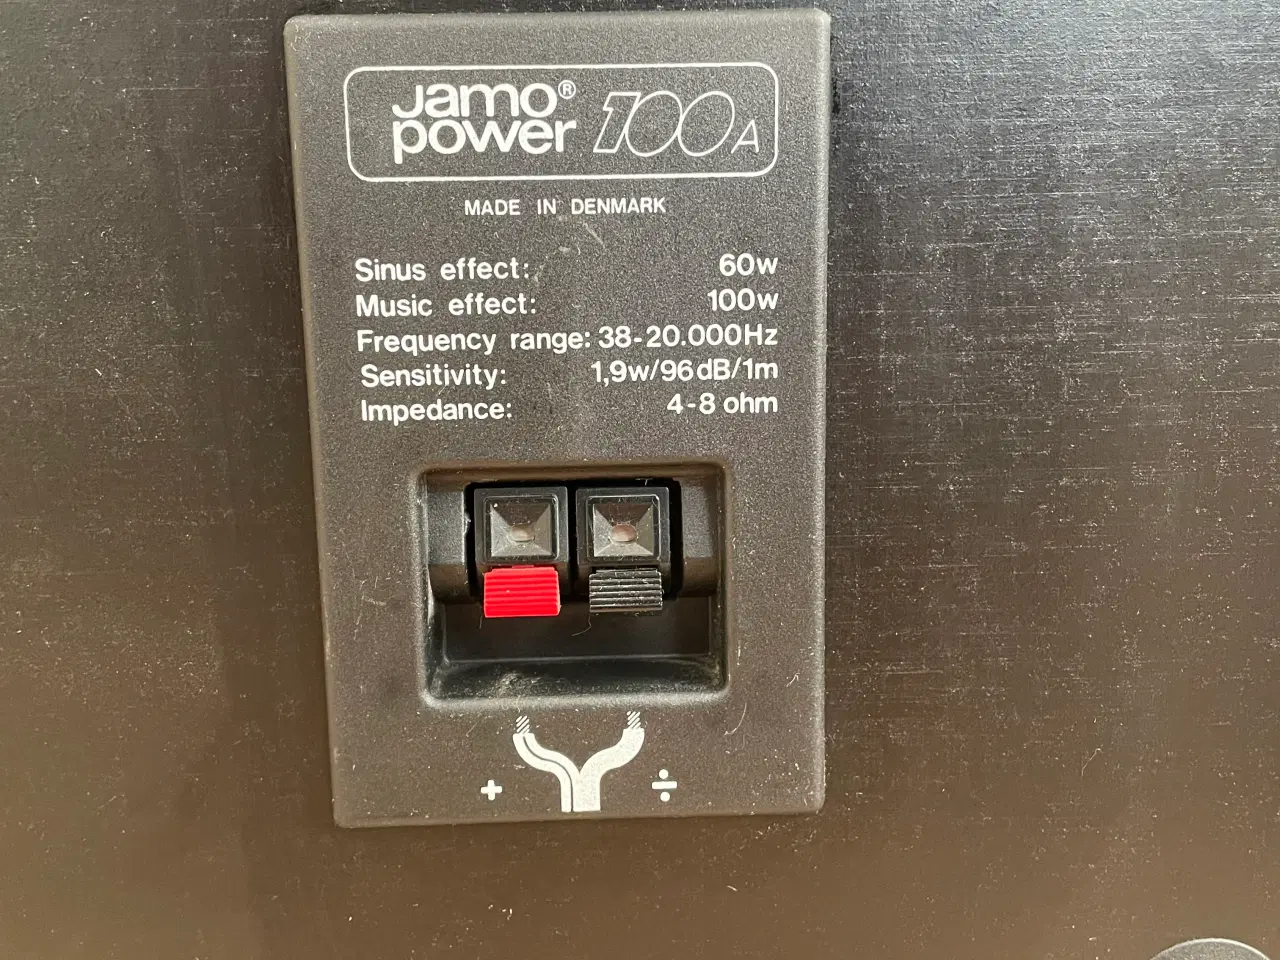 Jamo®
power 100A
MADE IN DENMARK
Sinus effect: 60w
Music effect: 100w
Frequency range: 38-20.000Hz
Sensitivity: 1,9w/96dB/1m
Impedance: 4-8 ohm
+ ÷